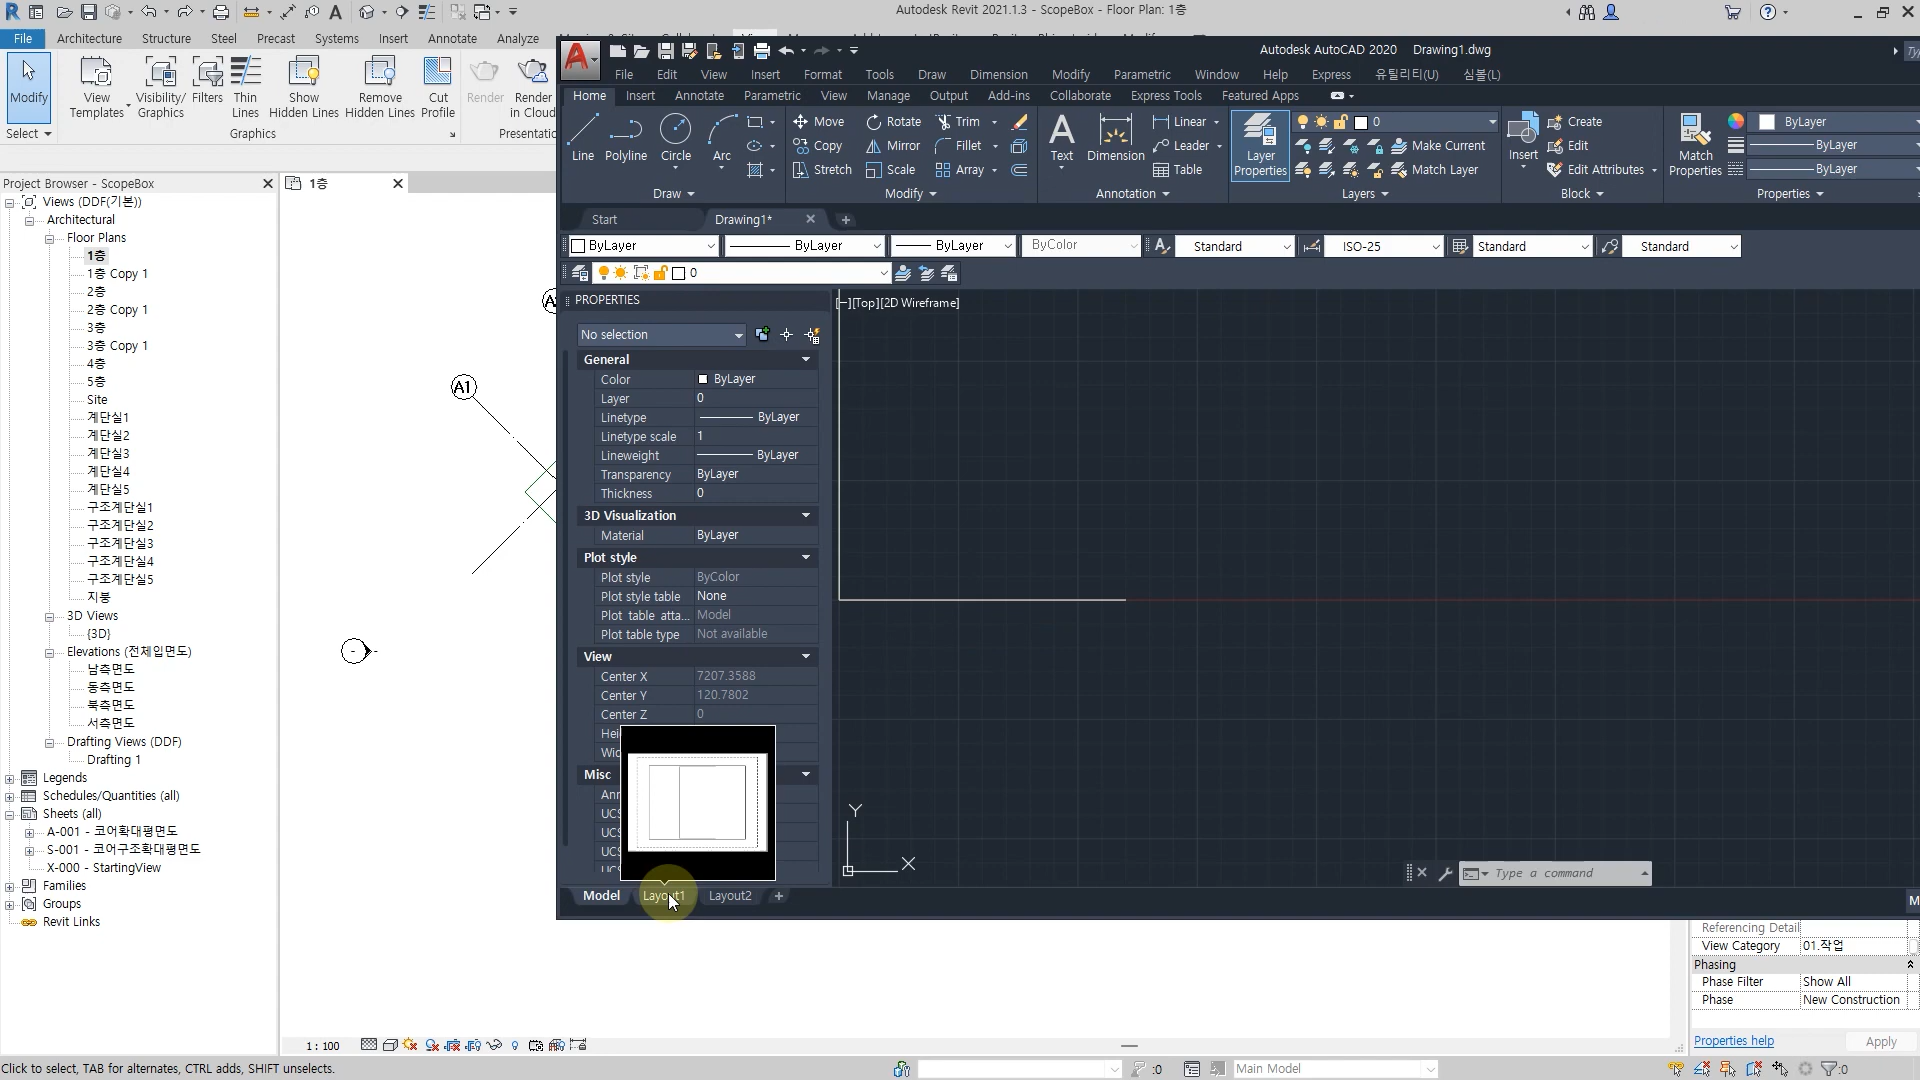 Autodesk Revit 2021.1.3 - ScopeBox - Floor Plan: 1층
File Architecture Structure Steel Precast Systems Insert Annotate Analyze
Modify
View Templates
Visibility/ Graphics
Filters
Thin Lines
Show Hidden Lines
Remove Hidden Lines
Cut Profile
Render
Render in Cloud
Select
Graphics
Project Browser - ScopeBox
1층
Views (DDF(기본))
Architectural
Floor Plans
1층
1층 Copy 1
2층
2층 Copy 1
3층
3층 Copy 1
4층
5층
Site
계단실1
계단실2
계단실3
계단실4
계단실5
구조계단실1
구조계단실2
구조계단실3
구조계단실4
구조계단실5
지붕
3D Views
{3D}
Elevations (전체입면도)
남측면도
동측면도
북측면도
서측면도
Drafting Views (DDF)
Drafting 1
Legends
Schedules/Quantities (all)
Sheets (all)
A-001 - 코어확대평면도
S-001 - 코어구조확대평면도
X-000 - StartingView
Families
Groups
Revit Links
A1
1 : 100
Click to select, TAB for alternates, CTRL adds, SHIFT unselects.
:0
Main Model
:0
Autodesk AutoCAD 2020 Drawing1.dwg
File Edit View Insert Format Tools Draw Dimension Modify Parametric Window Help Express 유틸리티(U) 심볼(L)
Home Insert Annotate Parametric View Manage Output Add-ins Collaborate Express Tools Featured Apps
Line
Polyline
Circle
Arc
Move Rotate Trim
Copy Mirror Fillet
Stretch Scale Array
Text
Dimension
Linear
Leader
Table
Layer Properties
0
Make Current
Match Layer
Insert
Create
Edit
Edit Attributes
Match Properties
ByLayer
ByLayer
ByLayer
Draw Modify Annotation Layers Block Properties
Start Drawing1*
ByLayer ByLayer ByLayer ByColor Standard ISO-25 Standard Standard
0
PROPERTIES
No selection
General
Color ByLayer
Layer 0
Linetype ByLayer
Linetype scale 1
Lineweight ByLayer
Transparency ByLayer
Thickness 0
3D Visualization
Material ByLayer
Plot style
Plot style ByColor
Plot style table None
Plot table atta... Model
Plot table type Not available
View
Center X 7207.3588
Center Y 120.7802
Center Z 0
Misc
[−][Top][2D Wireframe]
Y
X
Type a command
Model Layout1 Layout2
View Category 01.작업
Phasing
Phase Filter Show All
Phase New Construction
Properties help
Apply